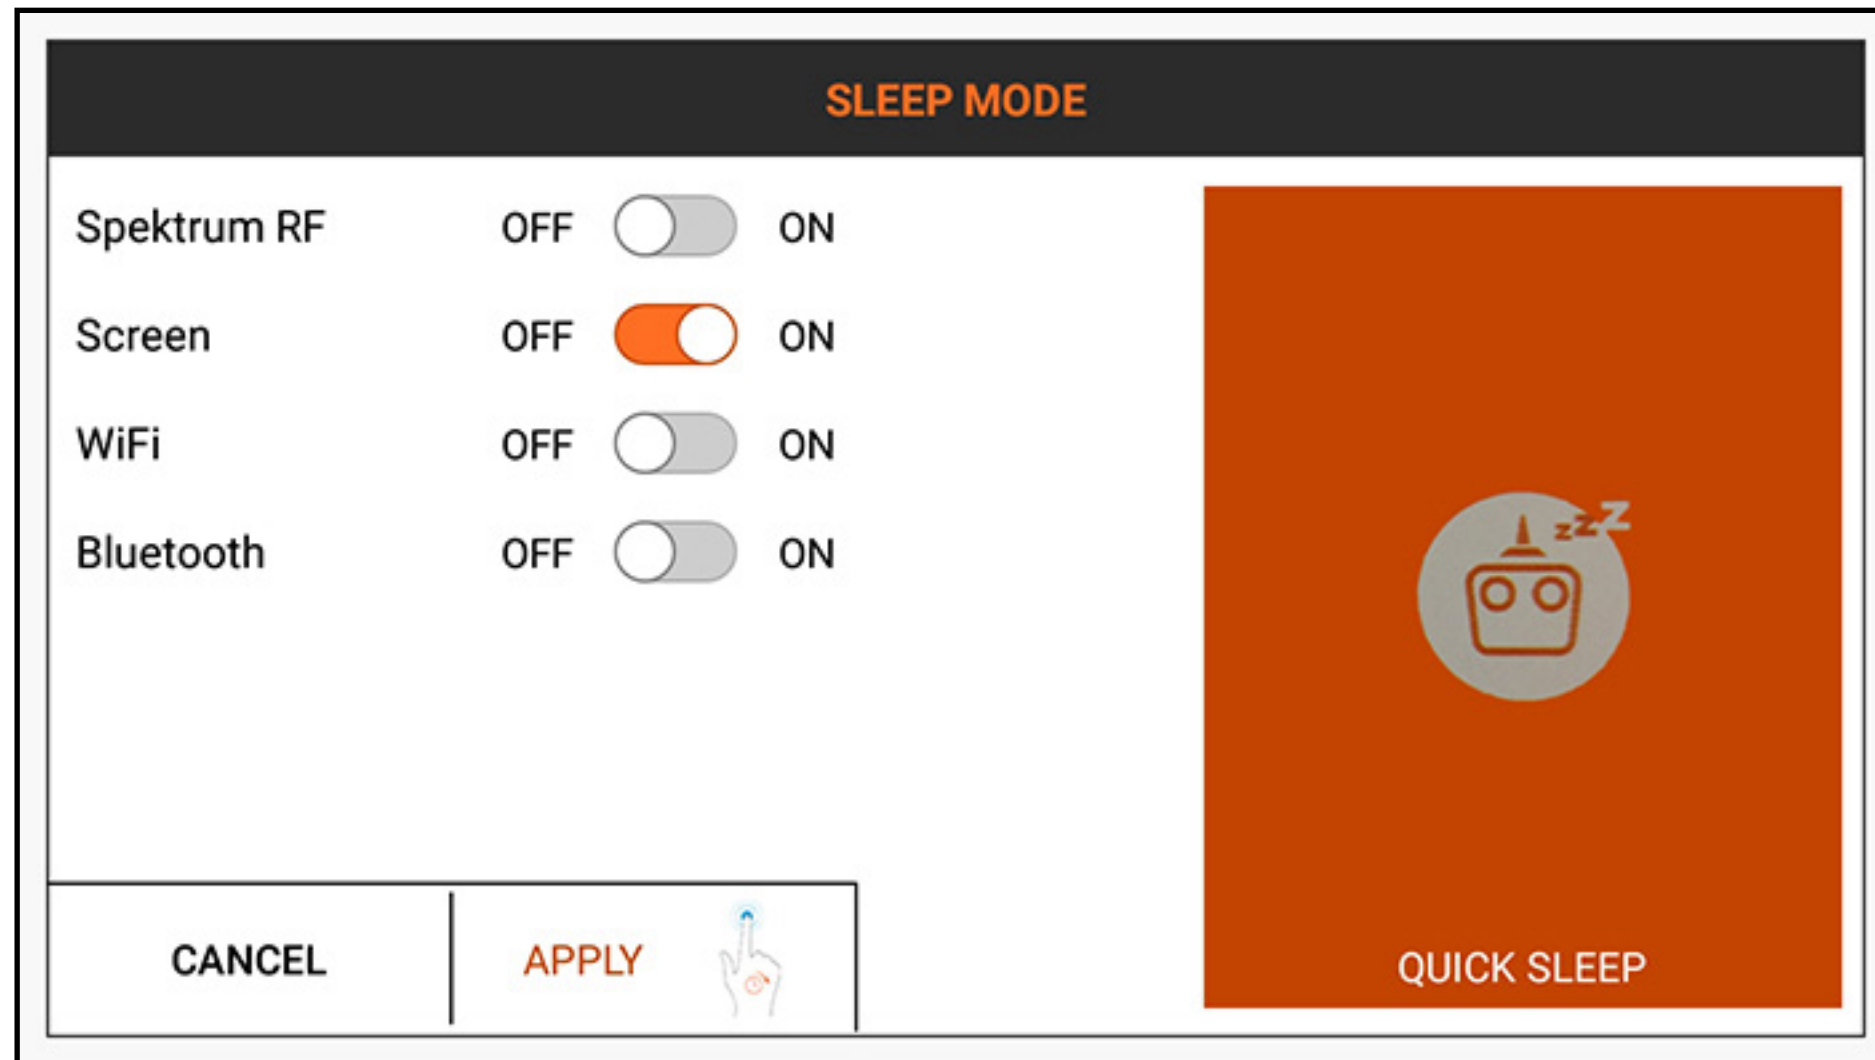 SLEEP MODE
Spektrum RF OFF ON
Screen OFF ON
WiFi OFF ON
Bluetooth OFF ON
zzZ
CANCEL APPLY
QUICK SLEEP